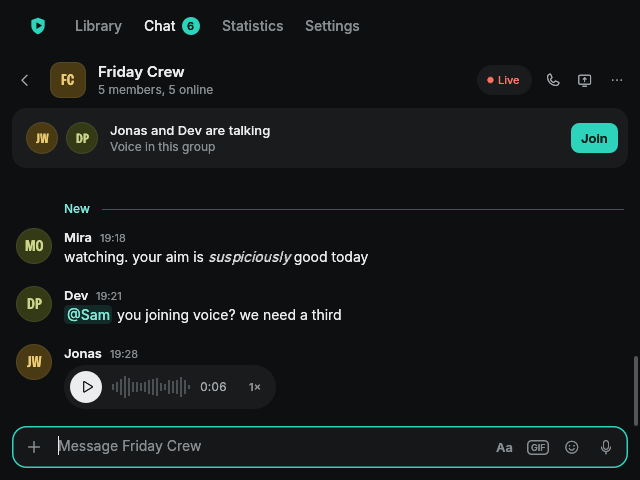 Library
Chat 6
Statistics
Settings
FC
Friday Crew
5 members, 5 online
Live
JW
DP
Jonas and Dev are talking
Voice in this group
Join
New
MO
Mira 19:18
watching. your aim is suspiciously good today
DP
Dev 19:21
@Sam you joining voice? we need a third
JW
Jonas 19:28
0:06
1×
Message Friday Crew
Aa
GIF